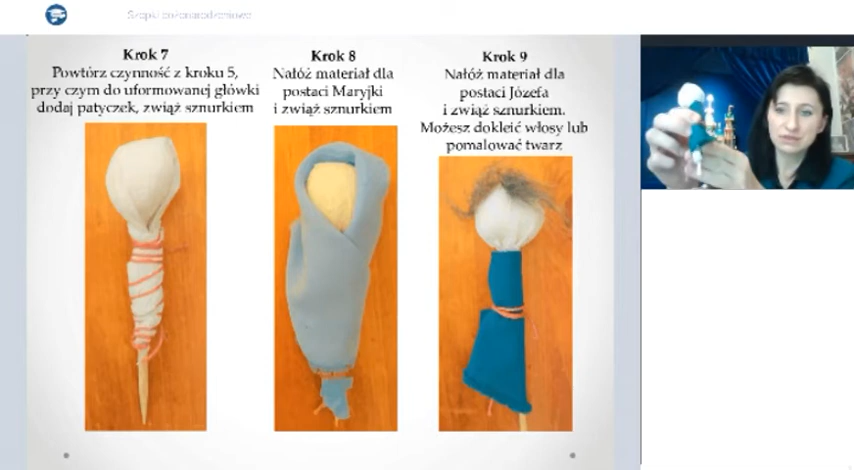 Szopki bożonarodzeniowe
Krok 7
Powtórz czynność z kroku 5,
przy czym do uformowanej główki
dodaj patyczek, zwiąż sznurkiem
Krok 8
Nałóż materiał dla
postaci Maryjki
i zwiąż sznurkiem
Krok 9
Nałóż materiał dla
postaci Józefa
i zwiąż sznurkiem.
Możesz dokleić włosy lub
pomalować twarz